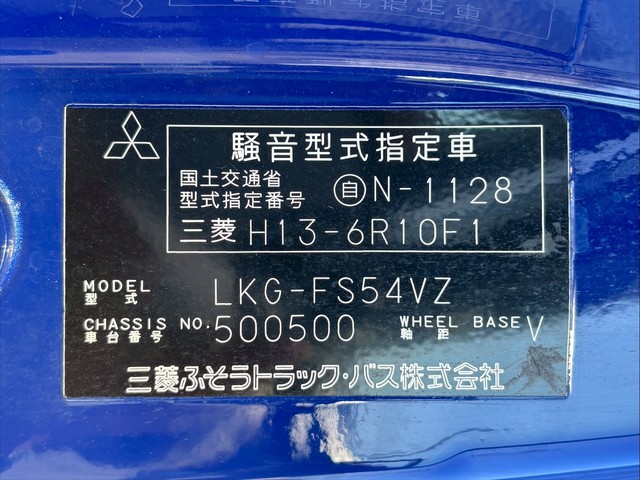 騒音型式指定車
国土交通省
型式指定番号
自N-1128
三菱 H13-6R10F1
MODEL
型式
LKG-FS54VZ
CHASSIS NO.
車台番号
500500
WHEEL BASE
軸距
V
三菱ふそうトラック・バス株式会社